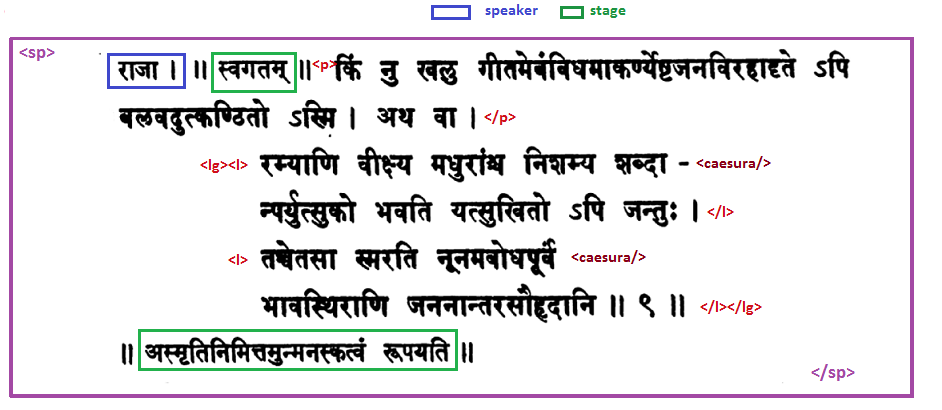 speaker stage
<sp>
राजा । ॥ स्वगतम् ॥ <p> किं नु खलु गीतमेबंबिधमाकर्ण्येष्टजनविरहादृते ऽपि
बलवदुत्कण्ठितो ऽस्मि । अथ वा । </p>
<lg><l> रम्याणि वीक्ष्य मधुरांश्च निशम्य शब्दा - <caesura/>
न्पर्युत्सुको भवति यत्सुखितो ऽपि जन्तुः । </l>
<l> तच्चेतसा स्मरति नूनमबोधपूर्वं <caesura/>
भावस्थिराणि जननान्तरसौहृदानि ॥ ९ ॥ </l></lg>
॥ अस्मृतिनिमित्तमुन्मनस्कत्वं रूपयति ॥
</sp>